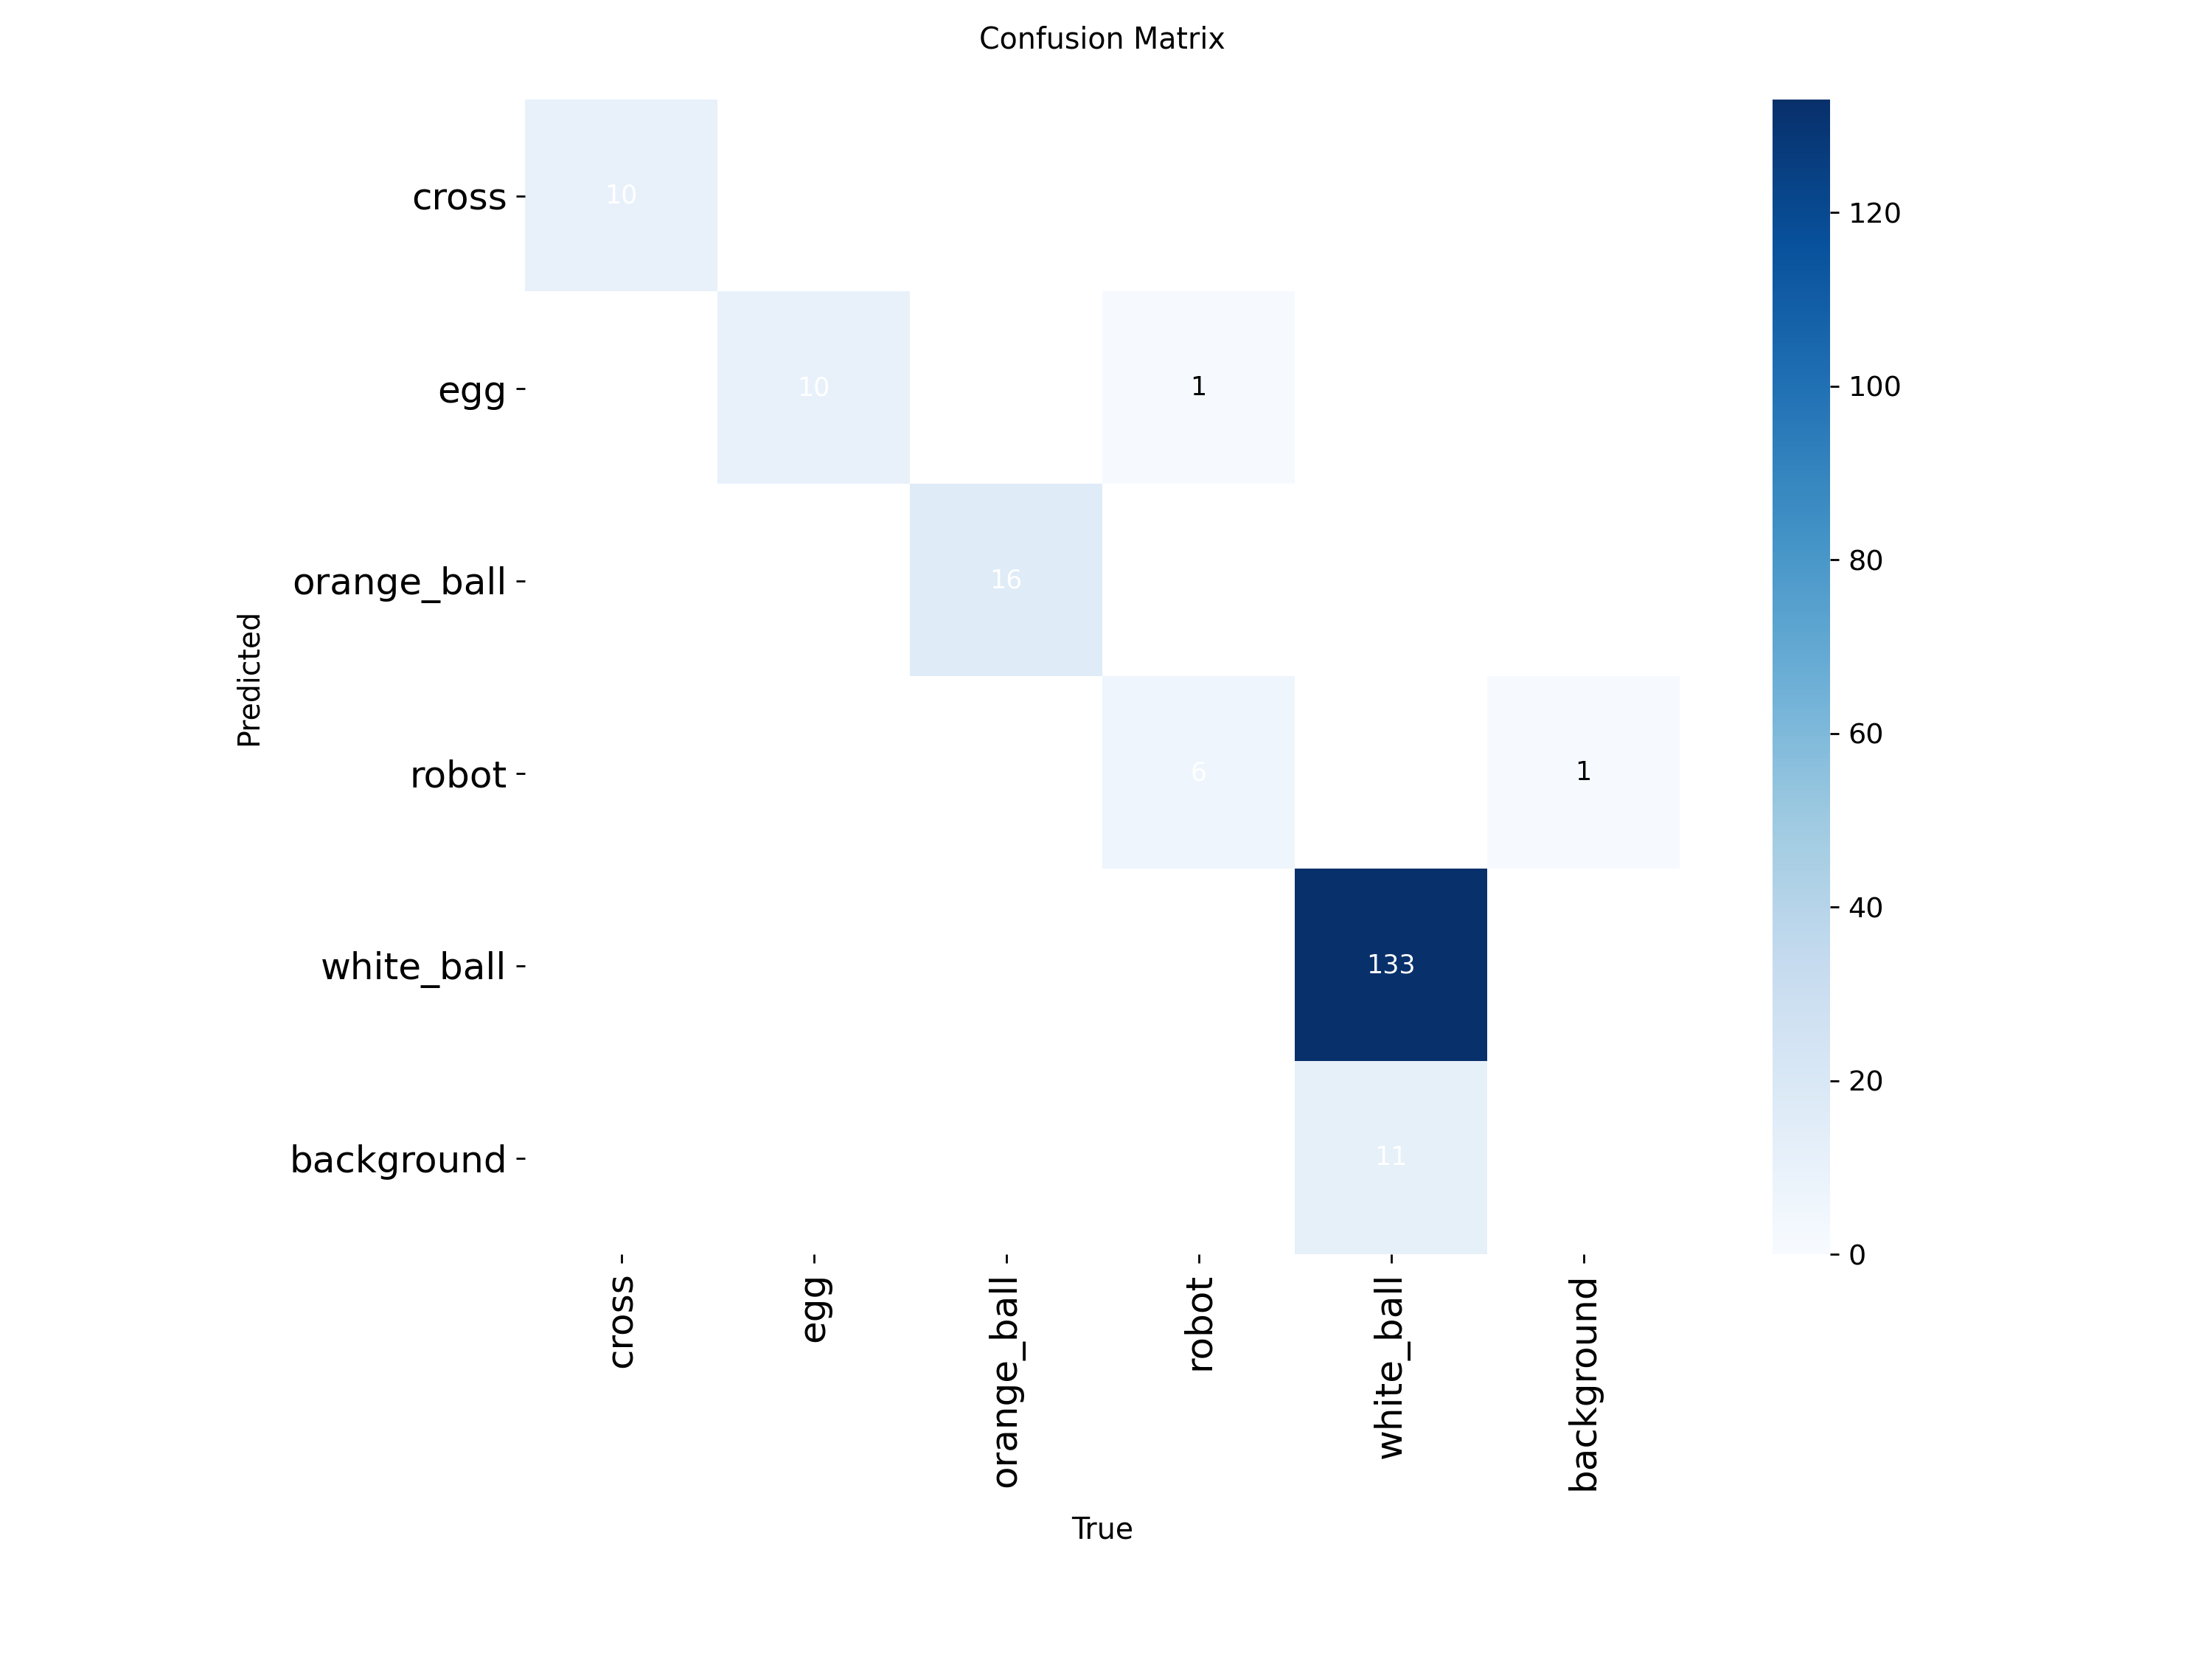 Confusion Matrix
cross
10
egg
10 1
orange_ball
16
robot
6 1
white_ball
133
background
11
Predicted
cross
egg
orange_ball
robot
white_ball
background
True
120
100
80
60
40
20
0